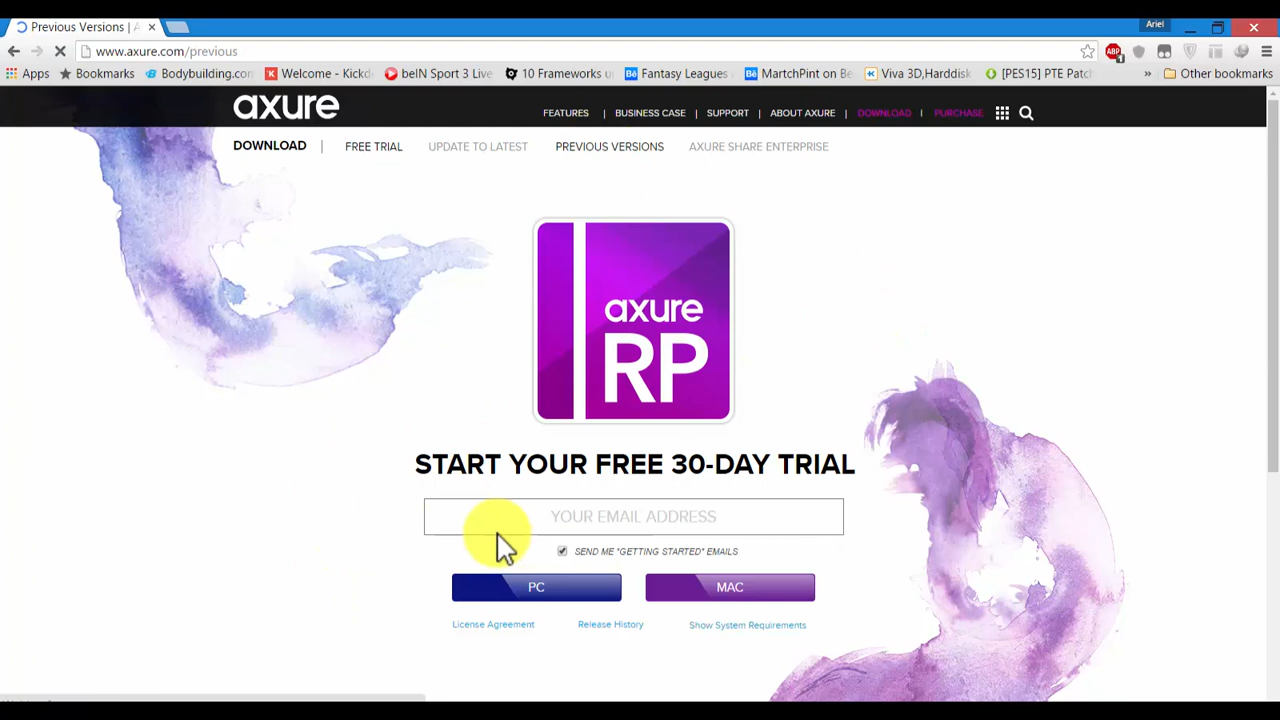 Previous Versions | A
Ariel
www.axure.com/previous
ABP
1
Apps
Bookmarks
Bodybuilding.com
Welcome - Kickd
beIN Sport 3 Live
10 Frameworks u
Fantasy Leagues
MartchPint on Be
Viva 3D,Harddisk
[PES15] PTE Patch
»
Other bookmarks
axure
FEATURES | BUSINESS CASE | SUPPORT | ABOUT AXURE | DOWNLOAD | PURCHASE
DOWNLOAD | FREE TRIAL UPDATE TO LATEST PREVIOUS VERSIONS AXURE SHARE ENTERPRISE
axure
RP
START YOUR FREE 30-DAY TRIAL
YOUR EMAIL ADDRESS
SEND ME "GETTING STARTED" EMAILS
PC
MAC
License Agreement
Release History
Show System Requirements